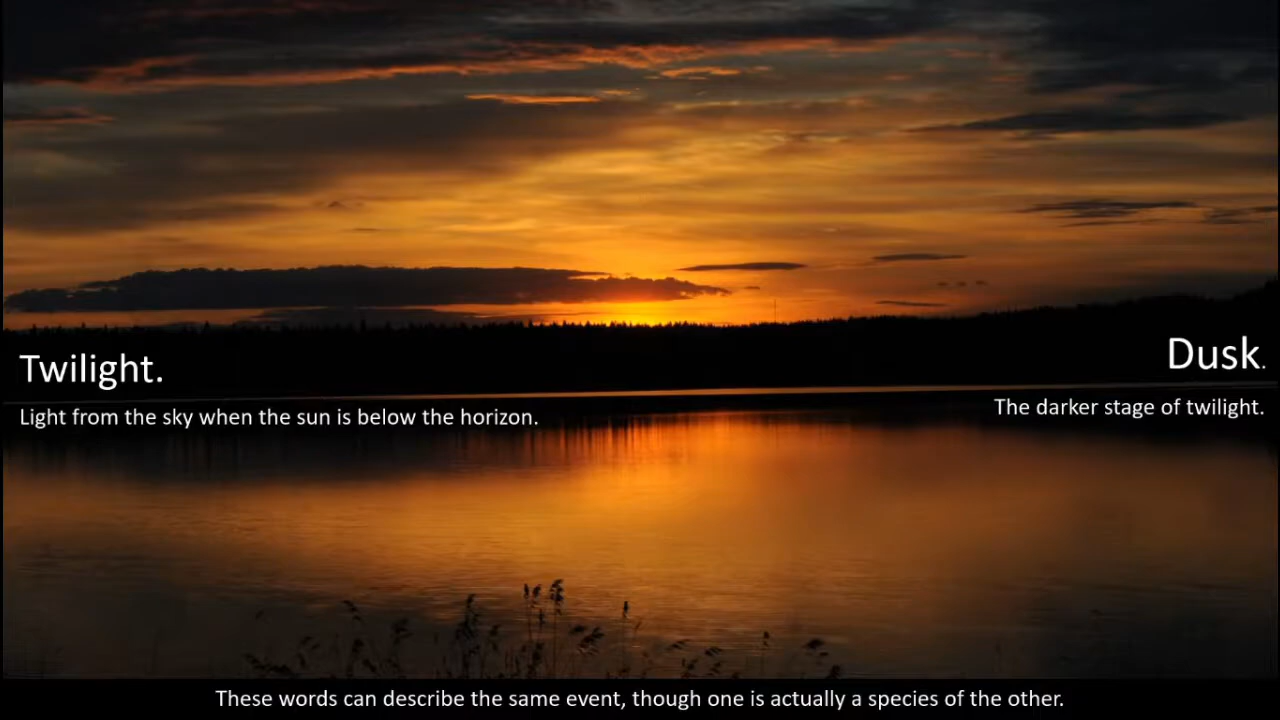 Twilight.
Light from the sky when the sun is below the horizon.
Dusk.
The darker stage of twilight.
These words can describe the same event, though one is actually a species of the other.